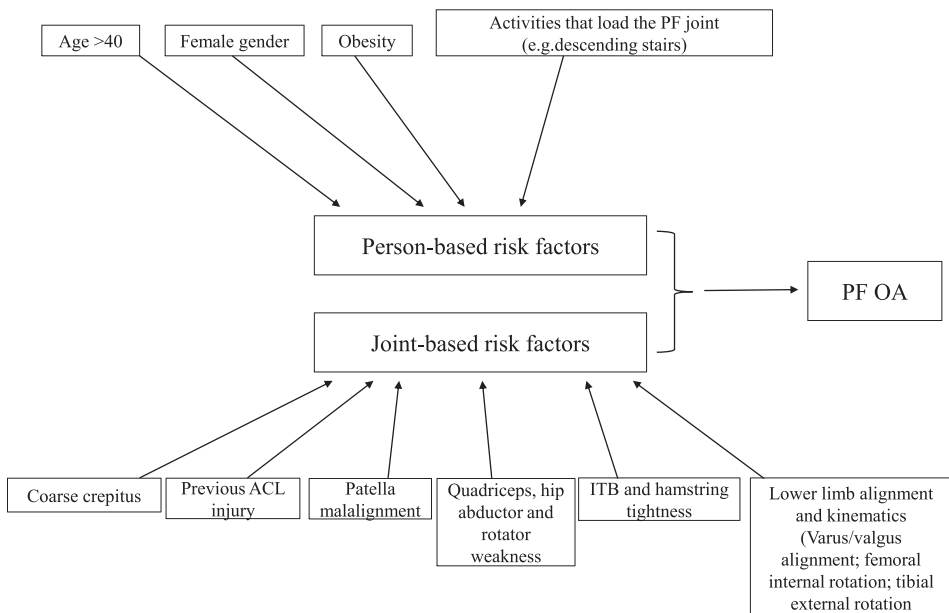 Age >40
Female gender
Obesity
Activities that load the PF joint
(e.g.descending stairs)
Person-based risk factors
PF OA
Joint-based risk factors
Coarse crepitus
Previous ACL
injury
Patella
malalignment
Quadriceps, hip
abductor and
rotator
weakness
ITB and hamstring
tightness
Lower limb alignment
and kinematics
(Varus/valgus
alignment; femoral
internal rotation; tibial
external rotation